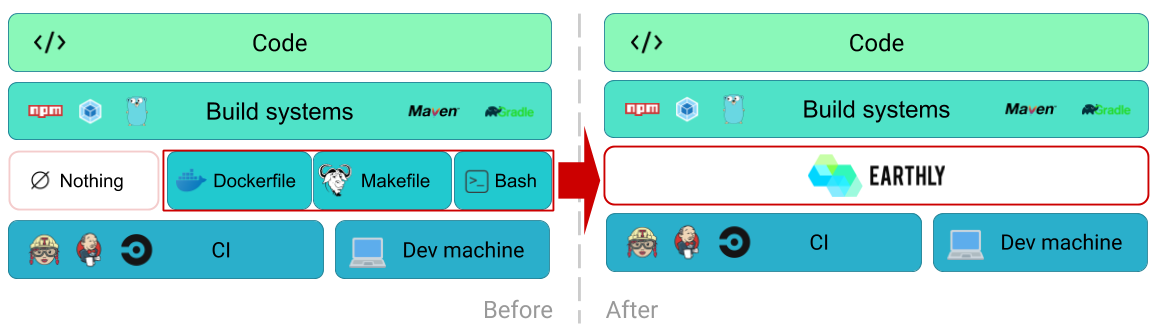 </> Code
npm Build systems Maven Gradle
Ø Nothing Dockerfile Makefile >_ Bash
T CI Dev machine
Before
</> Code
npm Build systems Maven Gradle
EARTHLY
T CI Dev machine
After